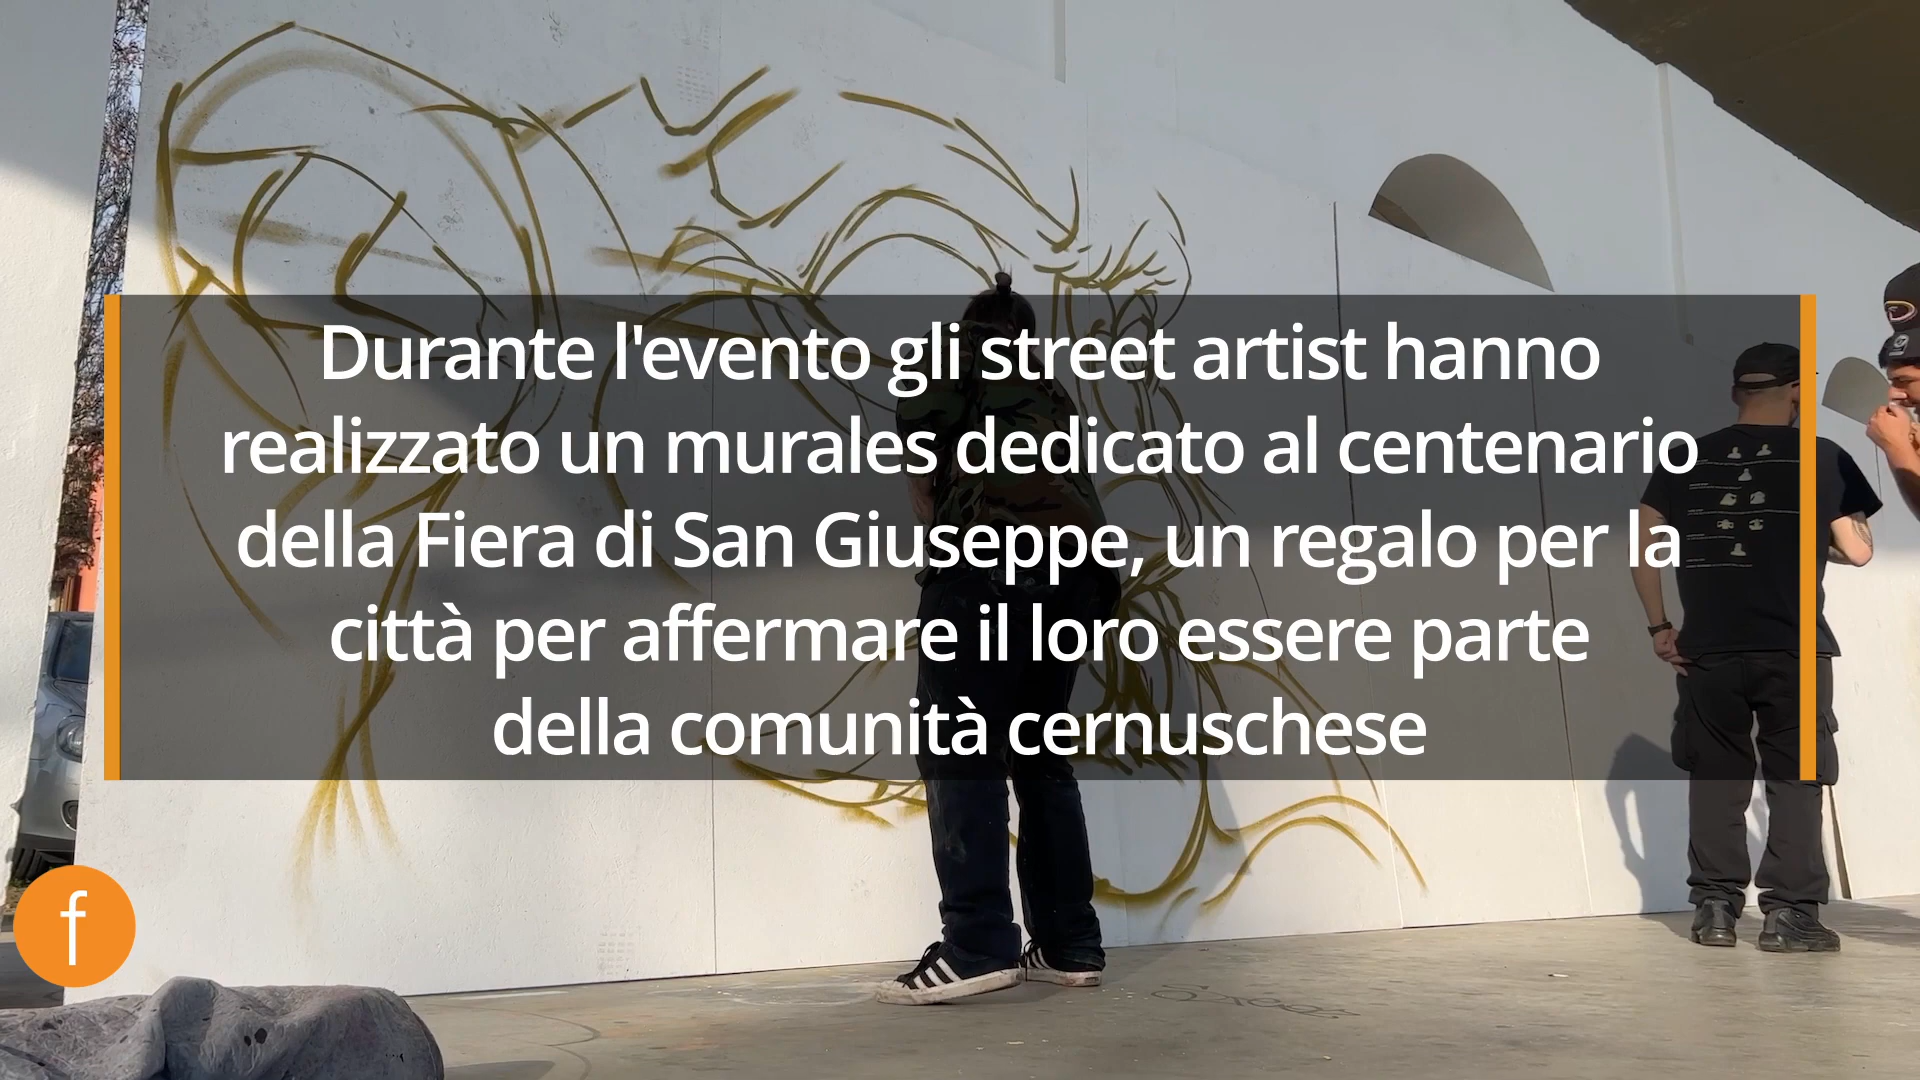 Durante l'evento gli street artist hanno
realizzato un murales dedicato al centenario
della Fiera di San Giuseppe, un regalo per la
città per affermare il loro essere parte
della comunità cernuschese
f